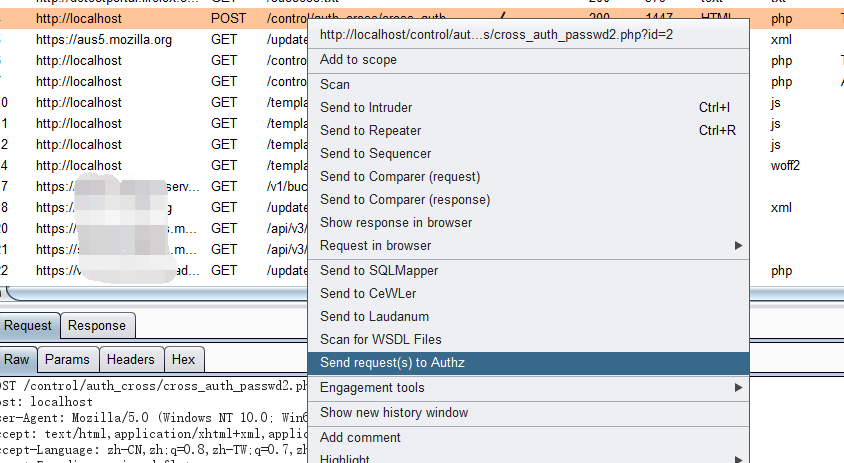 http://localhost POST /control/auth_cross/cross_auth 200 1447 HTML php
http://localhost/control/aut...s/cross_auth_passwd2.php?id=2
https://aus5.mozilla.org GET /update xml
Add to scope
http://localhost GET /contro php
Scan
http://localhost GET /contro php
Send to Intruder Ctrl+I
0 http://localhost GET /templa js
Send to Repeater Ctrl+R
1 http://localhost GET /templa js
2 http://localhost GET /templa js
Send to Sequencer
4 http://localhost GET /templa woff2
Send to Comparer (request)
7 https:/ serv... GET /v1/buc
Send to Comparer (response)
8 https:/ g GET /update xml
Show response in browser
20 https:/ s.m... GET /api/v3/
Request in browser
21 https://s m... GET /api/v3/
Send to SQLMapper
22 https://v ad... GET /update php
Send to CeWLer
Send to Laudanum
Request Response
Scan for WSDL Files
Raw Params Headers Hex
Send request(s) to Authz
OST /control/auth_cross/cross_auth_passwd2.ph
Engagement tools
ost: localhost
Show new history window
ser-Agent: Mozilla/5.0 (Windows NT 10.0; Win6
Add comment
ccept: text/html,application/xhtml+xml,applic
ccept-Language: zh-CN,zh;q=0.8,zh-TW;q=0.7,zh
Highlight